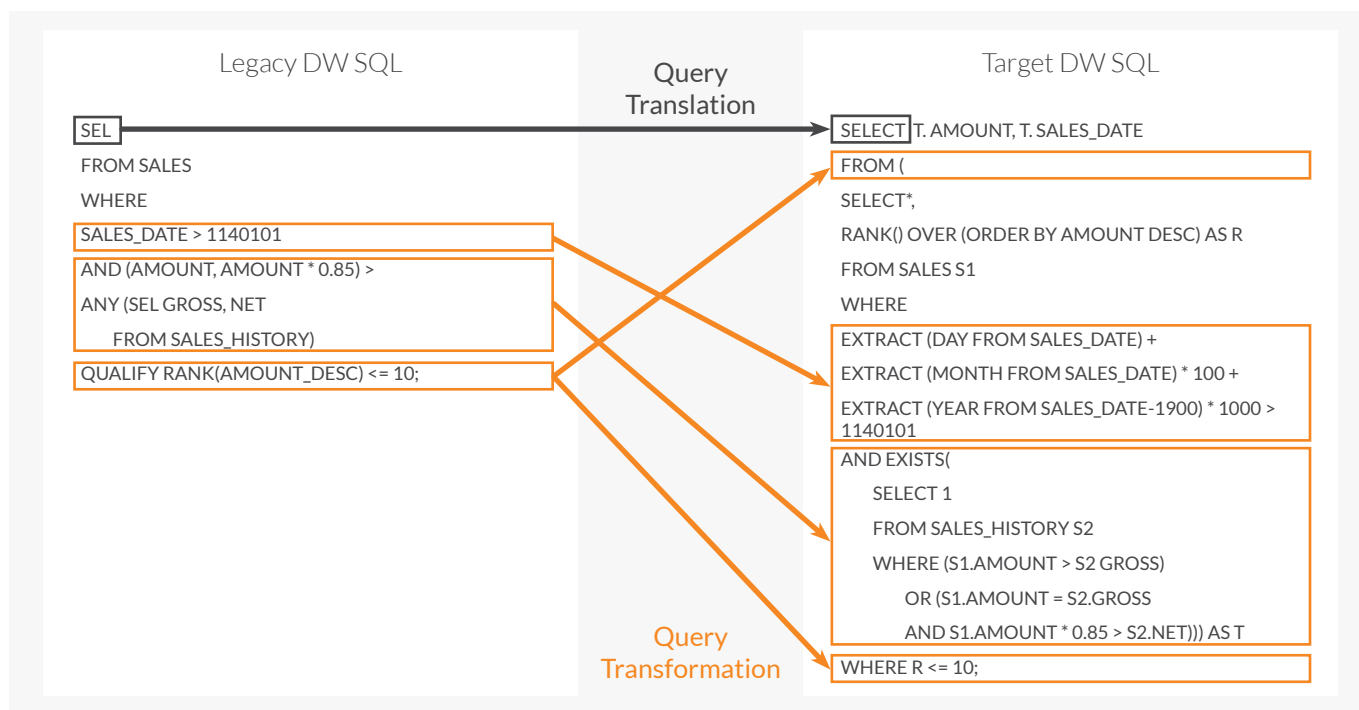 Legacy DW SQL
SEL
FROM SALES
WHERE
SALES_DATE > 1140101
AND (AMOUNT, AMOUNT * 0.85) >
ANY (SEL GROSS, NET
FROM SALES_HISTORY)
QUALIFY RANK(AMOUNT_DESC) <= 10;
Query
Translation
Query
Transformation
Target DW SQL
SELECT T. AMOUNT, T. SALES_DATE
FROM (
SELECT*,
RANK() OVER (ORDER BY AMOUNT DESC) AS R
FROM SALES S1
WHERE
EXTRACT (DAY FROM SALES_DATE) +
EXTRACT (MONTH FROM SALES_DATE) * 100 +
EXTRACT (YEAR FROM SALES_DATE-1900) * 1000 >
1140101
AND EXISTS(
SELECT 1
FROM SALES_HISTORY S2
WHERE (S1.AMOUNT > S2 GROSS)
OR (S1.AMOUNT = S2.GROSS
AND S1.AMOUNT * 0.85 > S2.NET))) AS T
WHERE R <= 10;